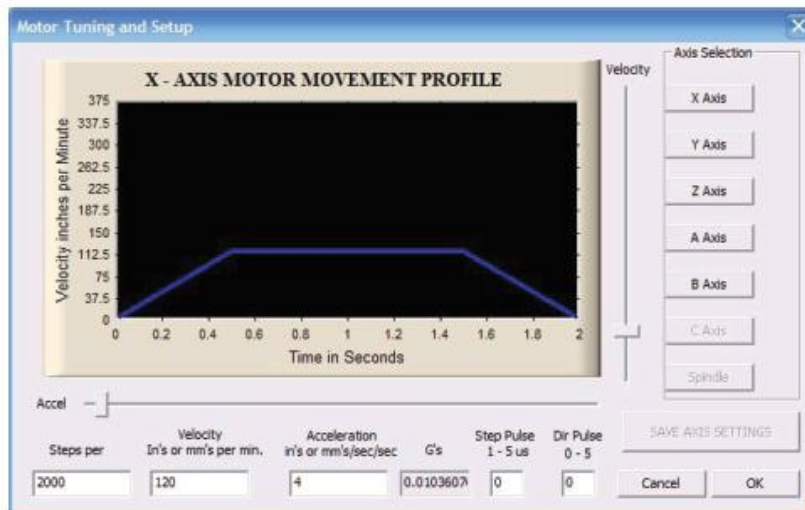 Motor Tuning and Setup
X - AXIS MOTOR MOVEMENT PROFILE
Velocity inches per Minute
375
337.5
300
262.5
225
187.5
150
112.5
75
37.5
0
0 0.2 0.4 0.6 0.8 1 1.2 1.4 1.6 1.8 2
Time in Seconds
Velocity
Axis Selection
X Axis
Y Axis
Z Axis
A Axis
B Axis
C Axis
Spindle
Accel
Steps per
Velocity
In's or mm's per min.
Acceleration
in's or mm's/sec/sec
G's
Step Pulse
1 - 5 us
Dir Pulse
0 - 5
2000
120
4
0.0103607
0
0
SAVE AXIS SETTINGS
Cancel
OK